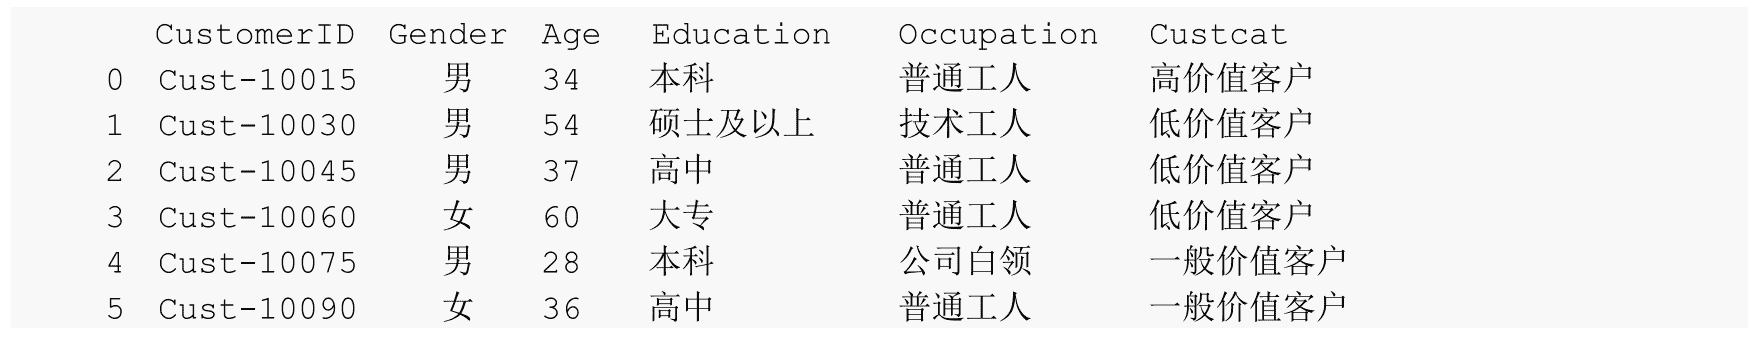 CustomerID Gender Age Education Occupation Custcat
0 Cust-10015 男 34 本科 普通工人 高价值客户
1 Cust-10030 男 54 硕士及以上 技术工人 低价值客户
2 Cust-10045 男 37 高中 普通工人 低价值客户
3 Cust-10060 女 60 大专 普通工人 低价值客户
4 Cust-10075 男 28 本科 公司白领 一般价值客户
5 Cust-10090 女 36 高中 普通工人 一般价值客户